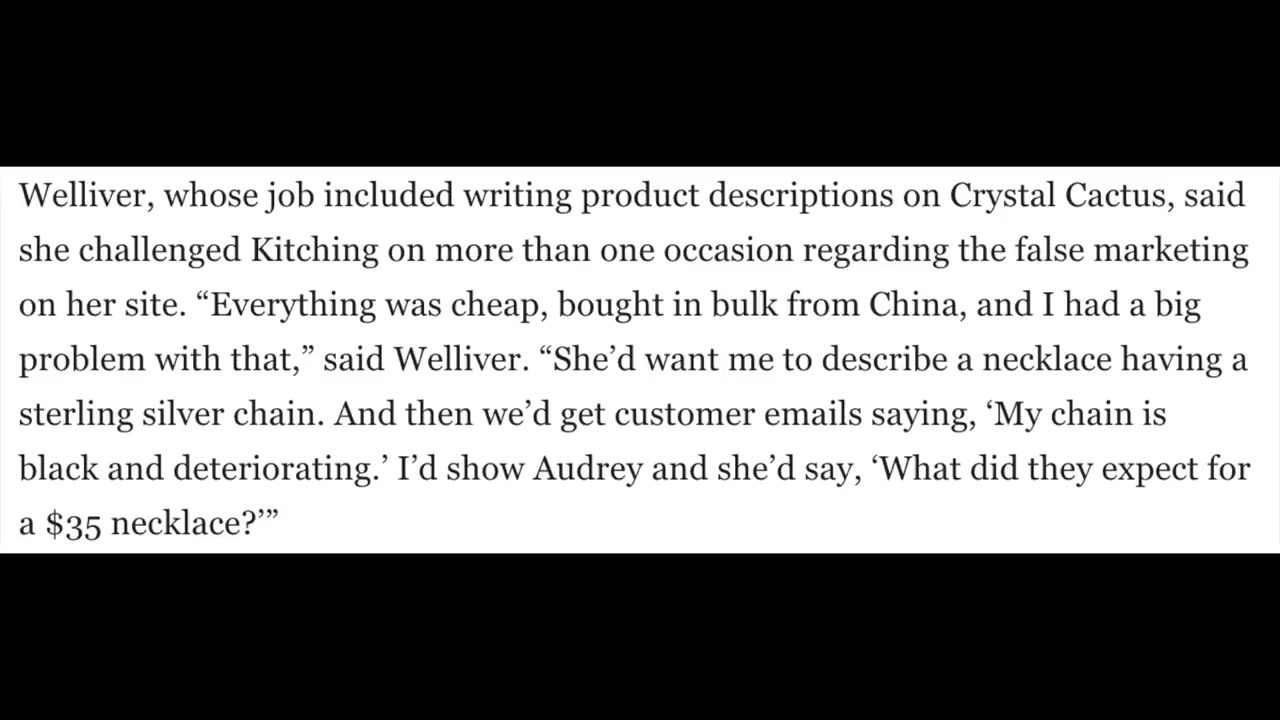 Welliver, whose job included writing product descriptions on Crystal Cactus, said
she challenged Kitching on more than one occasion regarding the false marketing
on her site. “Everything was cheap, bought in bulk from China, and I had a big
problem with that,” said Welliver. “She’d want me to describe a necklace having a
sterling silver chain. And then we’d get customer emails saying, ‘My chain is
black and deteriorating.’ I’d show Audrey and she’d say, ‘What did they expect for
a $35 necklace?’”